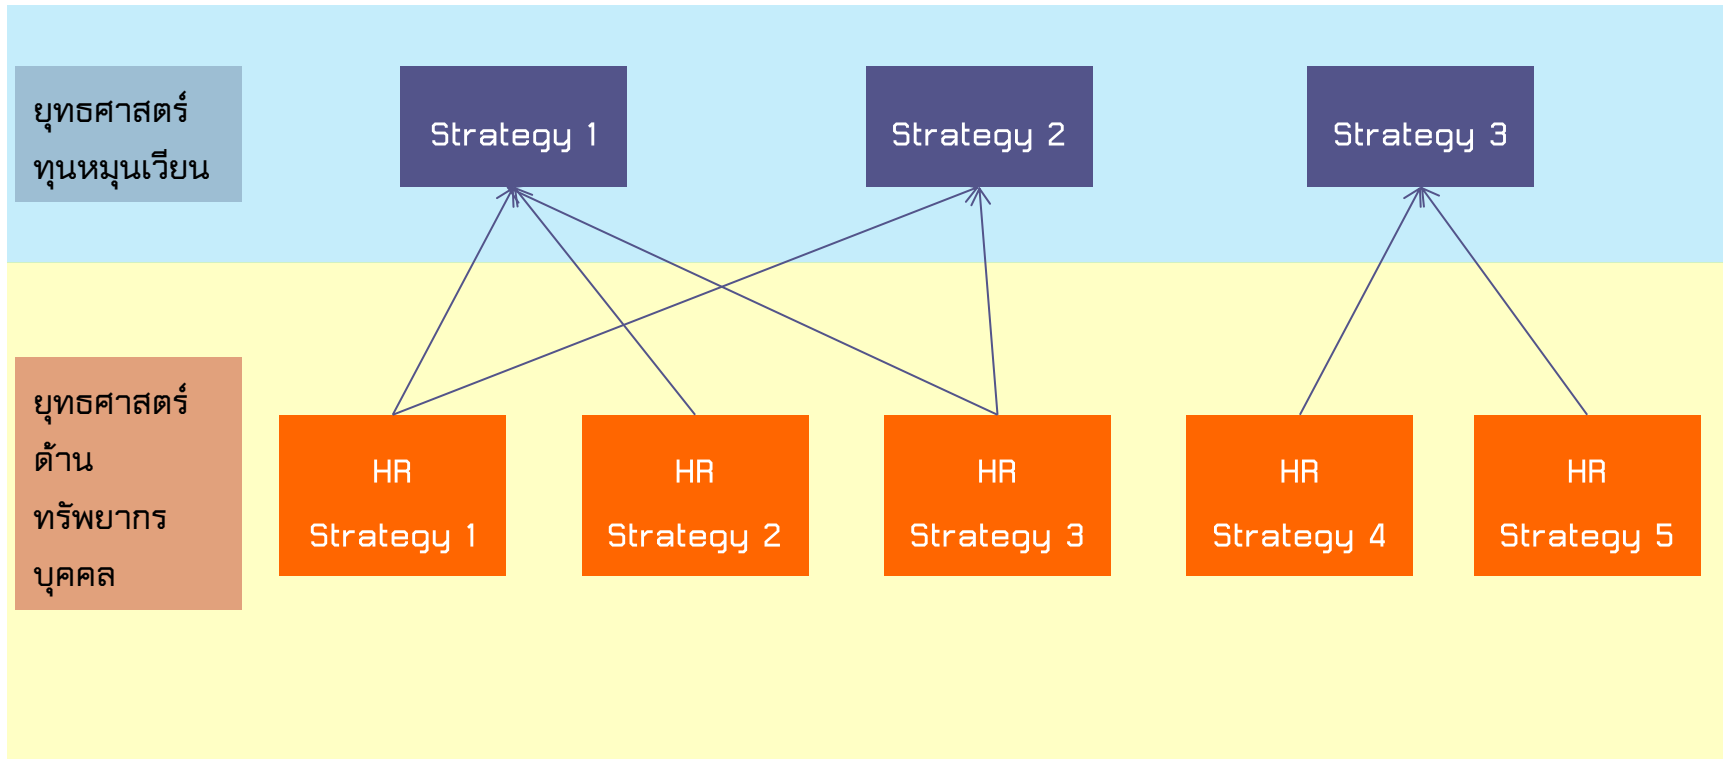 ยุทธศาสตร์
ทุนหมุนเวียน
Strategy 1
Strategy 2
Strategy 3
ยุทธศาสตร์
ด้าน
ทรัพยากร
บุคคล
HR
Strategy 1
HR
Strategy 2
HR
Strategy 3
HR
Strategy 4
HR
Strategy 5